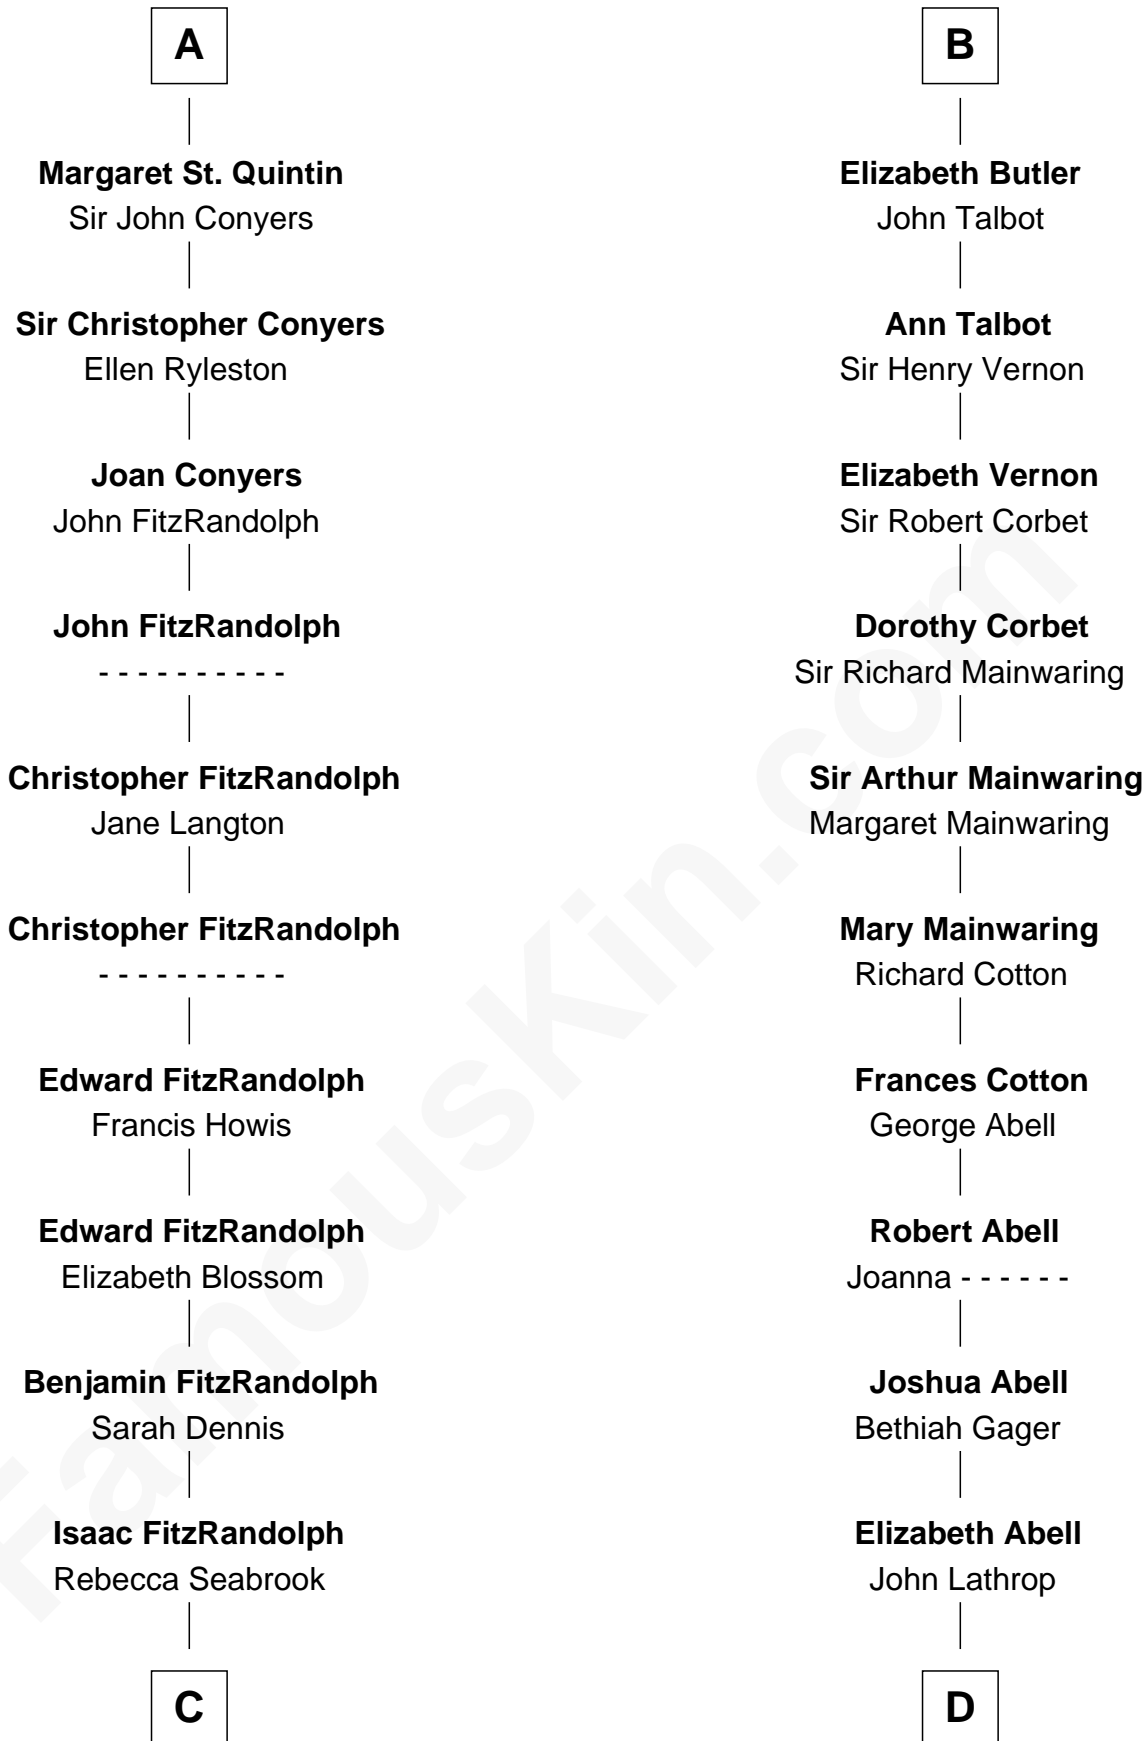 A
Margaret St. Quintin
Sir John Conyers
Sir Christopher Conyers
Ellen Ryleston
Joan Conyers
John FitzRandolph
John FitzRandolph
- - - - - - - - - -
Christopher FitzRandolph
Jane Langton
Christopher FitzRandolph
- - - - - - - - - -
Edward FitzRandolph
Francis Howis
Edward FitzRandolph
Elizabeth Blossom
Benjamin FitzRandolph
Sarah Dennis
Isaac FitzRandolph
Rebecca Seabrook
C
B
Elizabeth Butler
John Talbot
Ann Talbot
Sir Henry Vernon
Elizabeth Vernon
Sir Robert Corbet
Dorothy Corbet
Sir Richard Mainwaring
Sir Arthur Mainwaring
Margaret Mainwaring
Mary Mainwaring
Richard Cotton
Frances Cotton
George Abell
Robert Abell
Joanna - - - - - -
Joshua Abell
Bethiah Gager
Elizabeth Abell
John Lathrop
D
FamousKin.com